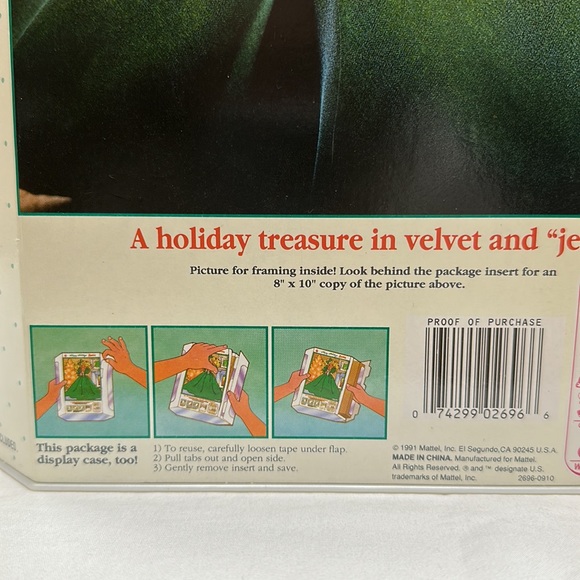 A holiday treasure in velvet and “je
Picture for framing inside! Look behind the package insert for an
8" x 10" copy of the picture above.
PROOF OF PURCHASE
0 74299 02696 6
This package is a
display case, too!
1) To reuse, carefully loosen tape under flap.
2) Pull tabs out and open side.
3) Gently remove insert and save.
© 1991 Mattel, Inc. El Segundo, CA 90245 U.S.A.
MADE IN CHINA. Manufactured for Mattel.
All Rights Reserved. ® and ™ designate U.S.
trademarks of Mattel, Inc.
2696-0910